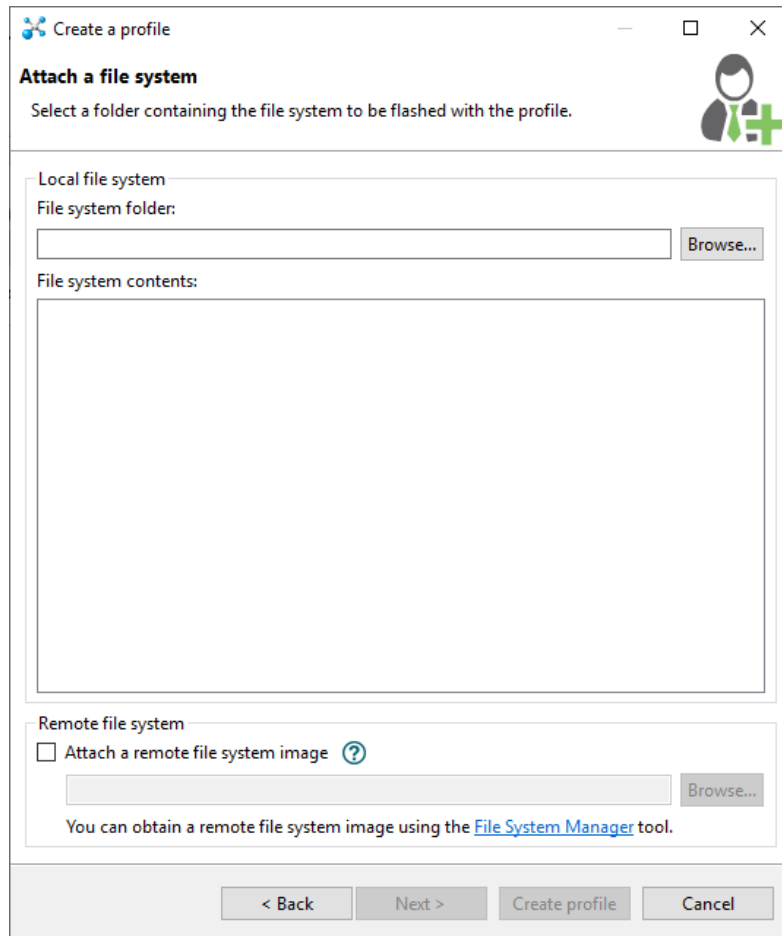 Create a profile
Attach a file system
Select a folder containing the file system to be flashed with the profile.
Local file system
File system folder:
Browse...
File system contents:
Remote file system
Attach a remote file system image ?
Browse...
You can obtain a remote file system image using the File System Manager tool.
< Back Next > Create profile Cancel